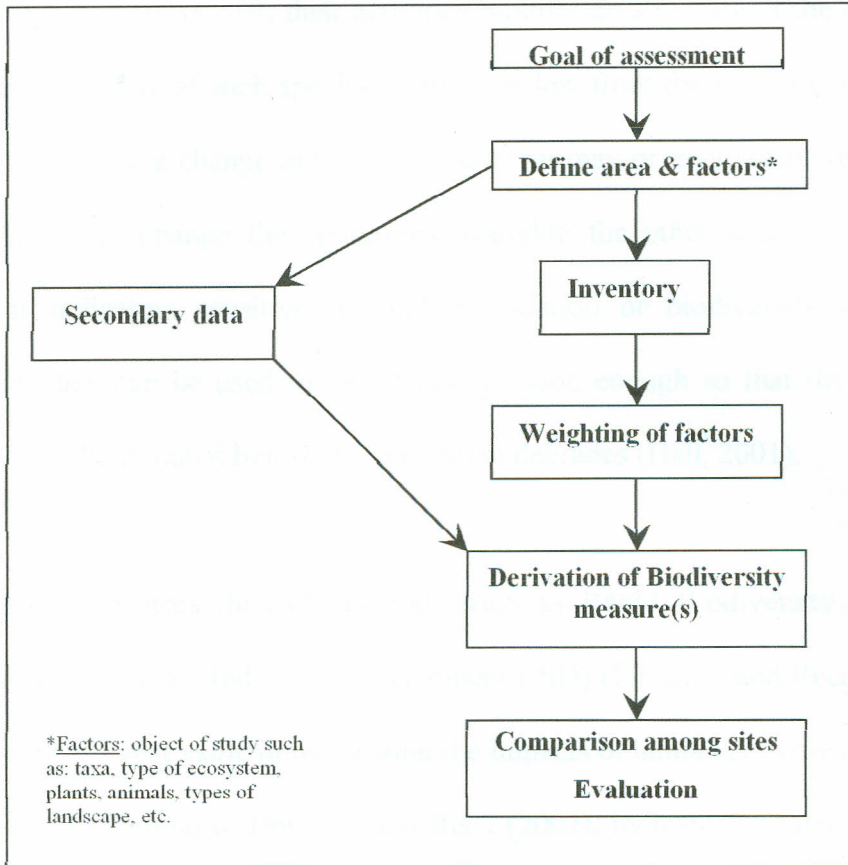 Goal of assessment
Define area & factors*
Inventory
Secondary data
Weighting of factors
Derivation of Biodiversity
measure(s)
Comparison among sites
Evaluation
*Factors: object of study such
as: taxa, type of ecosystem,
plants, animals, types of
landscape, etc.